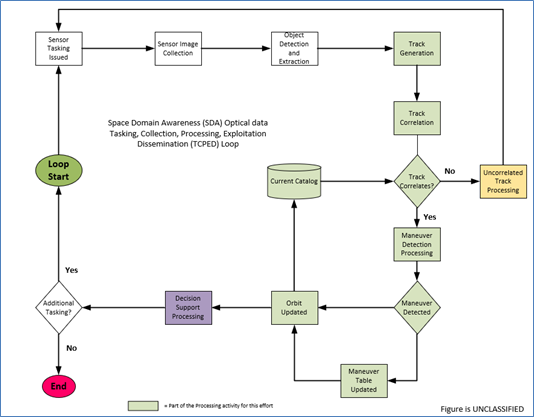 Sensor
Tasking
Issued
Sensor Image
Collection
Object
Detection
and
Extraction
Track
Generation
Space Domain Awareness (SDA) Optical data
Tasking, Collection, Processing, Exploitation
Dissemination (TCPED) Loop
Track
Correlation
Loop
Start
Current Catalog
Track
Correlates?
No
Uncorrelated
Track
Processing
Yes
Maneuver
Detection
Processing
Yes
Additional
Tasking?
Decision
Support
Processing
Orbit
Updated
Maneuver
Detected
No
Maneuver
Table
Updated
End
= Part of the Processing activity for this effort
Figure is UNCLASSIFIED